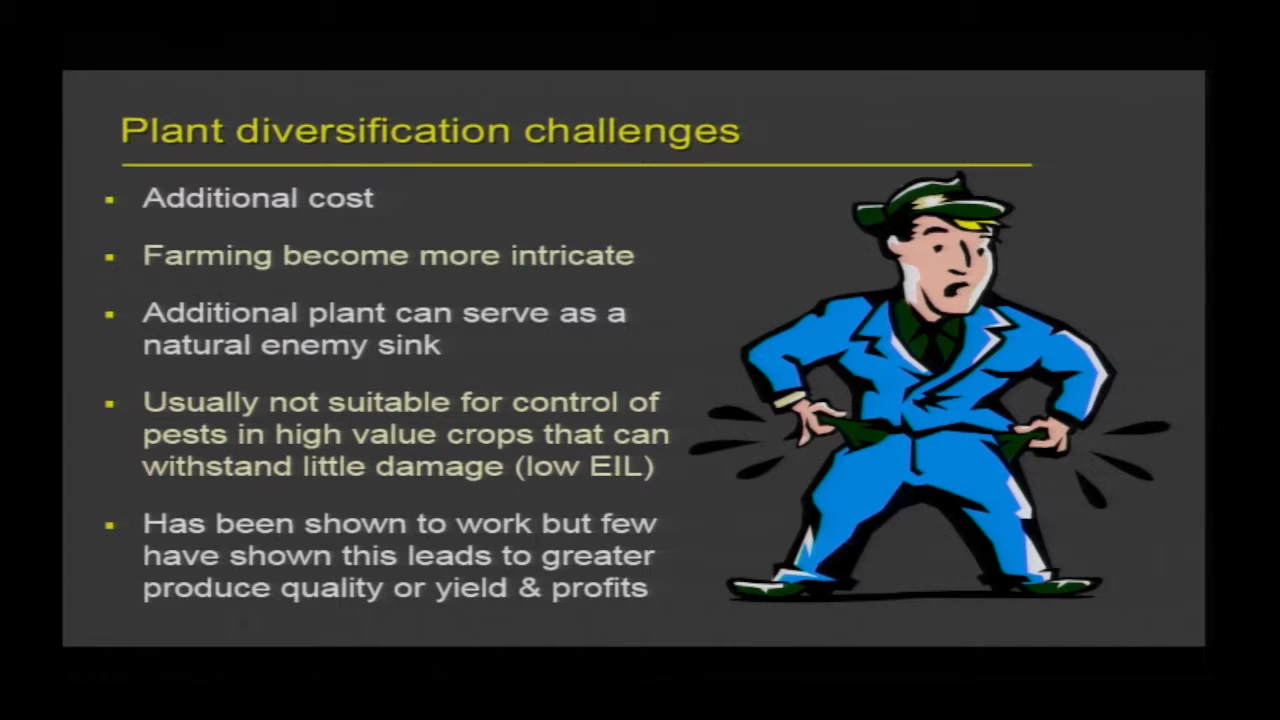 Plant diversification challenges
Additional cost
Farming become more intricate
Additional plant can serve as a
natural enemy sink
Usually not suitable for control of
pests in high value crops that can
withstand little damage (low EIL)
Has been shown to work but few
have shown this leads to greater
produce quality or yield & profits